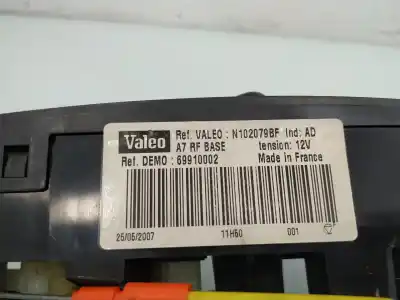 Valeo Ref. VALEO : N102079BF Ind: AD
A7 RF BASE tension: 12V
Ref. DEMO : 69910002 Made in France
25/05/2007 11H50 001